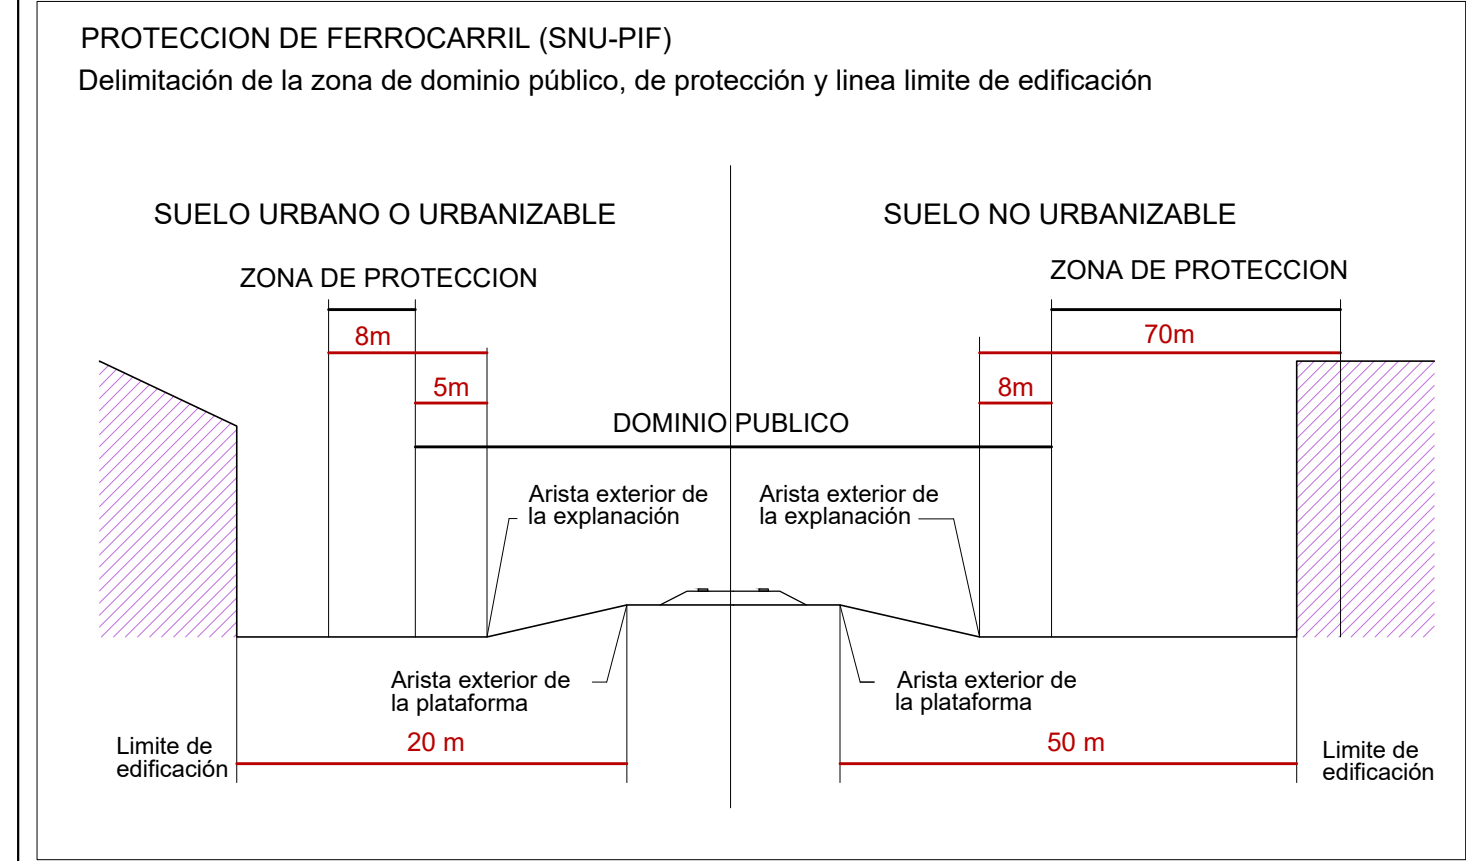 PROTECCION DE FERROCARRIL (SNU-PIF)
Delimitación de la zona de dominio público, de protección y linea limite de edificación
SUELO URBANO O URBANIZABLE
SUELO NO URBANIZABLE
ZONA DE PROTECCION
ZONA DE PROTECCION
8m
70m
5m
8m
DOMINIO PUBLICO
Arista exterior de
la explanación
Arista exterior de
la explanación
Arista exterior de
la plataforma
Arista exterior de
la plataforma
20 m
50 m
Limite de
edificación
Limite de
edificación